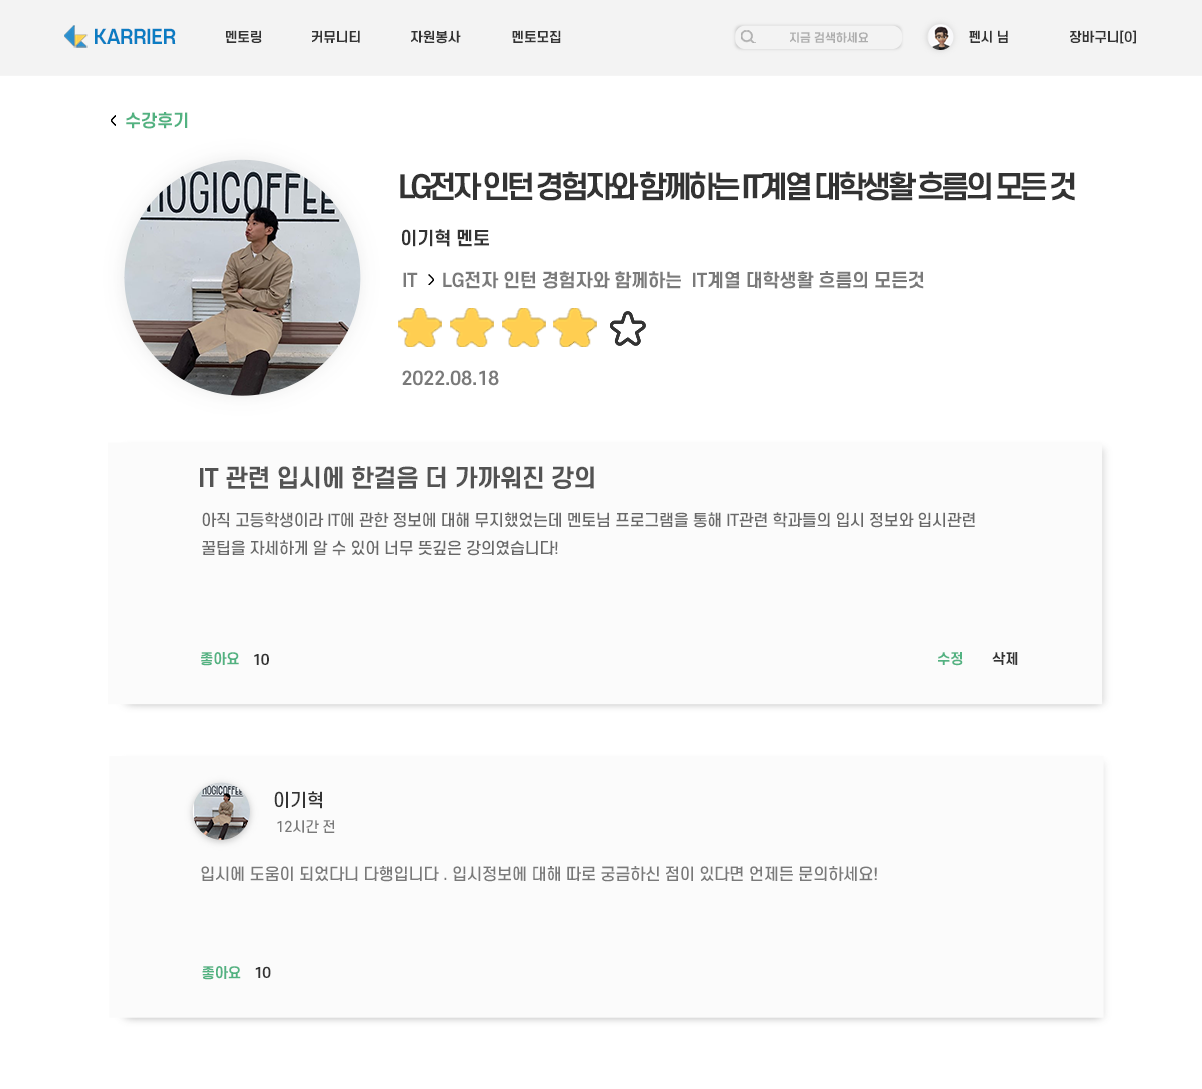 KARRIER 멘토링 커뮤니티 자원봉사 멘토모집 지금 검색하세요 펜시 님 장바구니[0]
< 수강후기
HOGICOFFEE
LG전자 인턴 경험자와 함께하는 IT계열 대학생활 흐름의 모든 것
이기혁 멘토
IT > LG전자 인턴 경험자와 함께하는 IT계열 대학생활 흐름의 모든것
2022.08.18
IT 관련 입시에 한걸음 더 가까워진 강의
아직 고등학생이라 IT에 관한 정보에 대해 무지했었는데 멘토님 프로그램을 통해 IT관련 학과들의 입시 정보와 입시관련
꿀팁을 자세하게 알 수 있어 너무 뜻깊은 강의였습니다!
좋아요 10 수정 삭제
HOGICOFFEE
이기혁
12시간 전
입시에 도움이 되었다니 다행입니다 . 입시정보에 대해 따로 궁금하신 점이 있다면 언제든 문의하세요!
좋아요 10